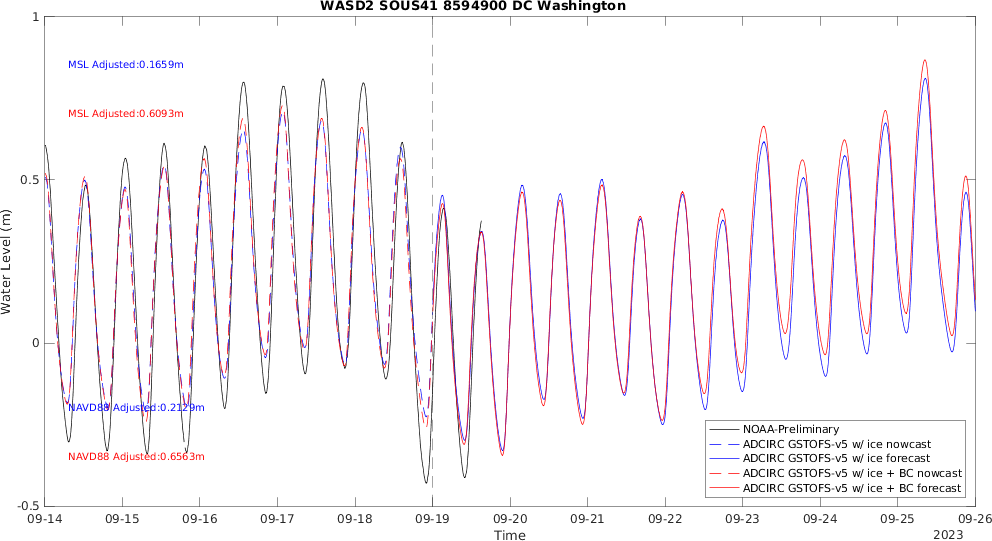 WASD2 SOUS41 8594900 DC Washington
1
MSL Adjusted:0.1659m
MSL Adjusted:0.6093m
0.5
Water Level (m)
0
NAVD88 Adjusted:0.2129m
NAVD88 Adjusted:0.6563m
NOAA-Preliminary
ADCIRC GSTOFS-v5 w/ ice nowcast
ADCIRC GSTOFS-v5 w/ ice forecast
ADCIRC GSTOFS-v5 w/ice + BC nowcast
ADCIRC GSTOFS-v5 w/ice + BC forecast
-0.5
09-14 09-15 09-16 09-17 09-18 09-19 09-20 09-21 09-22 09-23 09-24 09-25 09-26
Time
2023